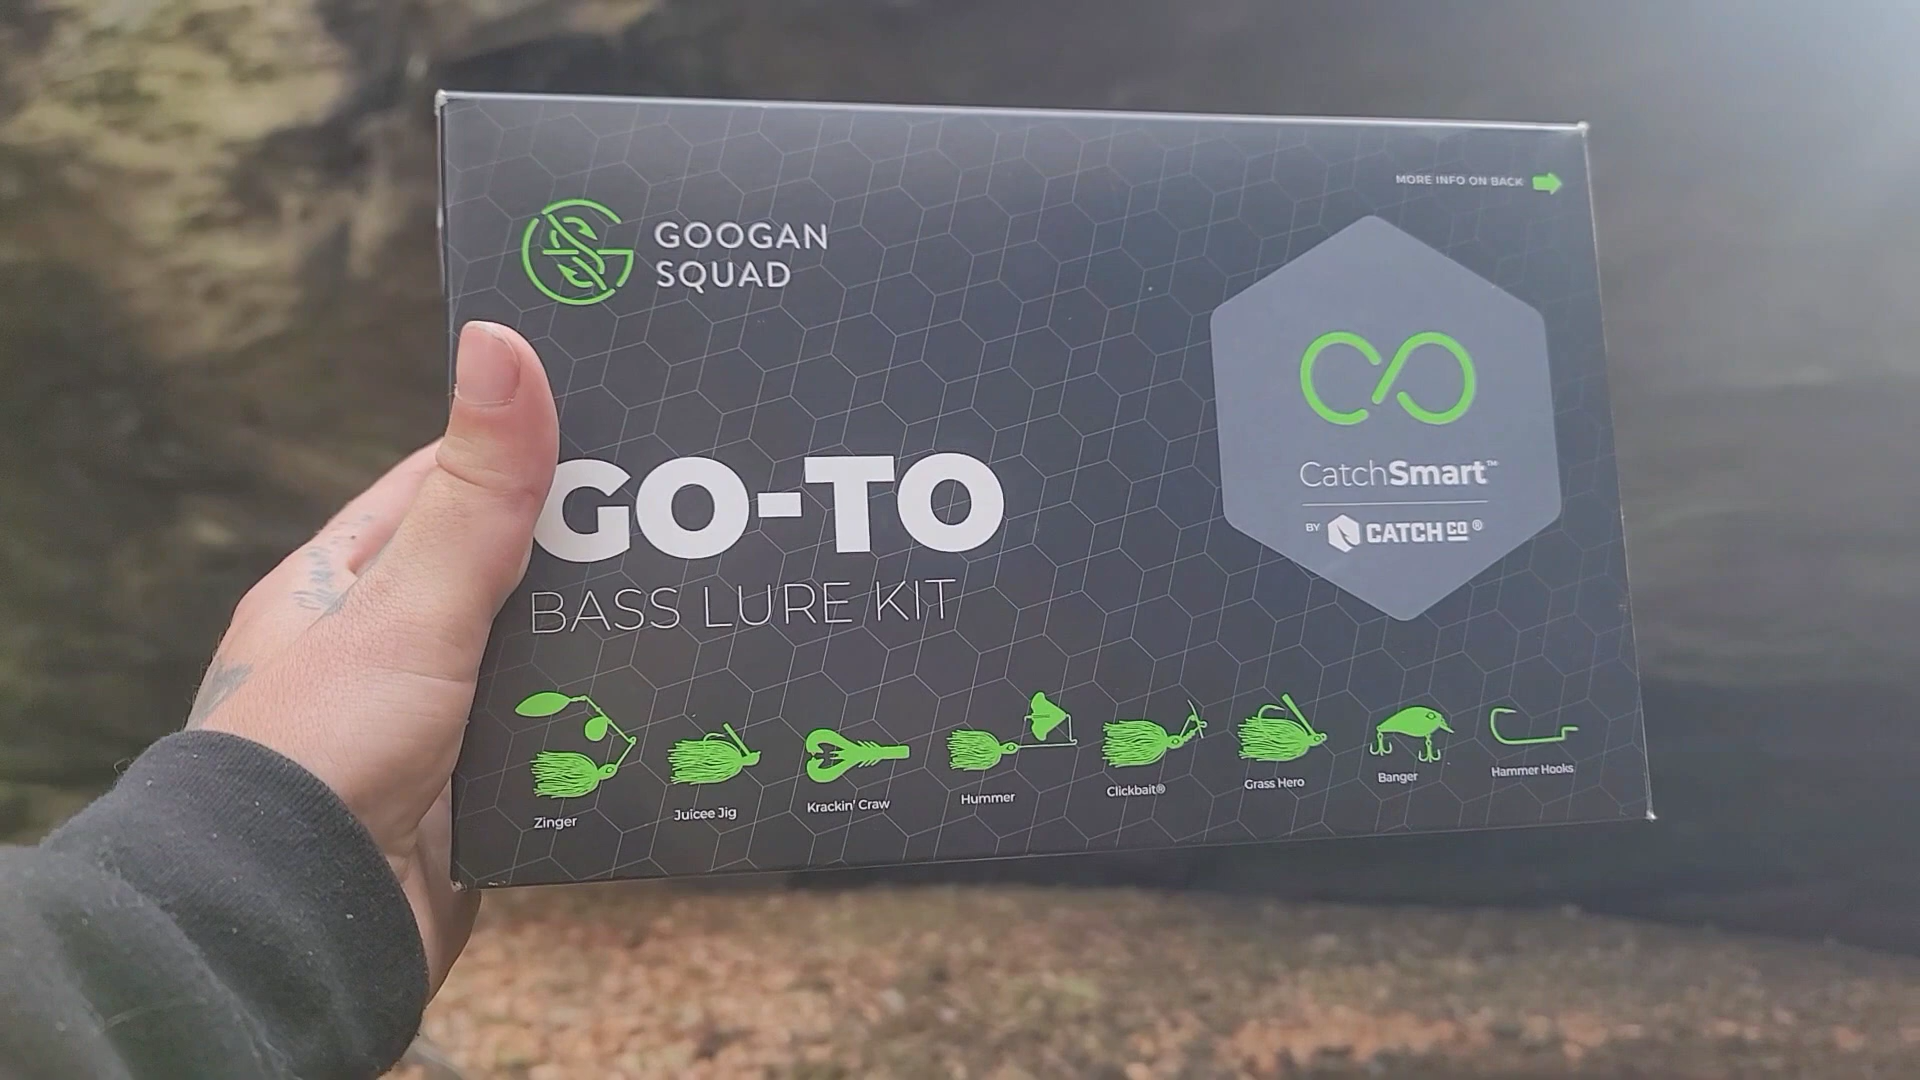 MORE INFO ON BACK
GOOGAN
SQUAD
GO-TO
BASS LURE KIT
CatchSmart™
BY CATCH CO ®
Zinger
Juicee Jig
Krackin' Craw
Hummer
Clickbait®
Grass Hero
Banger
Hammer Hooks